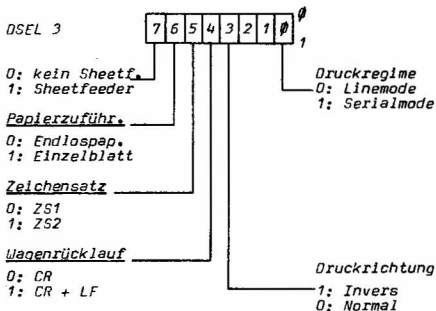 DSEL 3
7 6 5 4 3 2 1 Ø
Ø
1
0: kein Sheetf.
1: Sheetfeeder
Papierzuführ.
0: Endlospap.
1: Einzelblatt
Zeichensatz
0: ZS1
1: ZS2
Wagenrücklauf
0: CR
1: CR + LF
Druckregime
0: Linemode
1: Serialmode
Druckrichtung
1: Invers
0: Normal